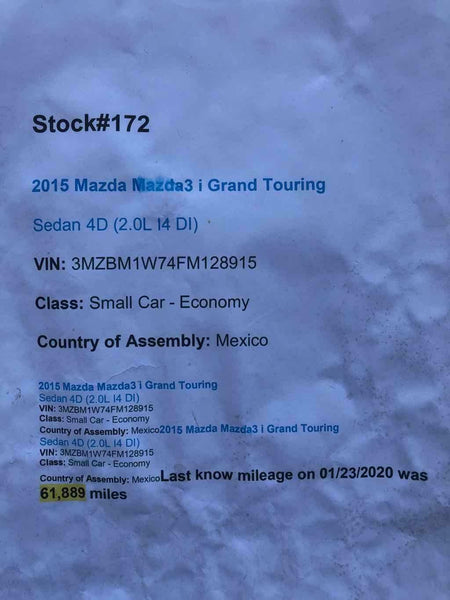 Stock#172
2015 Mazda Mazda3 i Grand Touring
Sedan 4D (2.0L I4 DI)
VIN: 3MZBM1W74FM128915
Class: Small Car - Economy
Country of Assembly: Mexico
2015 Mazda Mazda3 i Grand Touring
Sedan 4D (2.0L I4 DI)
VIN: 3MZBM1W74FM128915
Class: Small Car - Economy
Country of Assembly: Mexico2015 Mazda Mazda3 i Grand Touring
Sedan 4D (2.0L I4 DI)
VIN: 3MZBM1W74FM128915
Class: Small Car - Economy
Country of Assembly: MexicoLast know mileage on 01/23/2020 was
61,889 miles